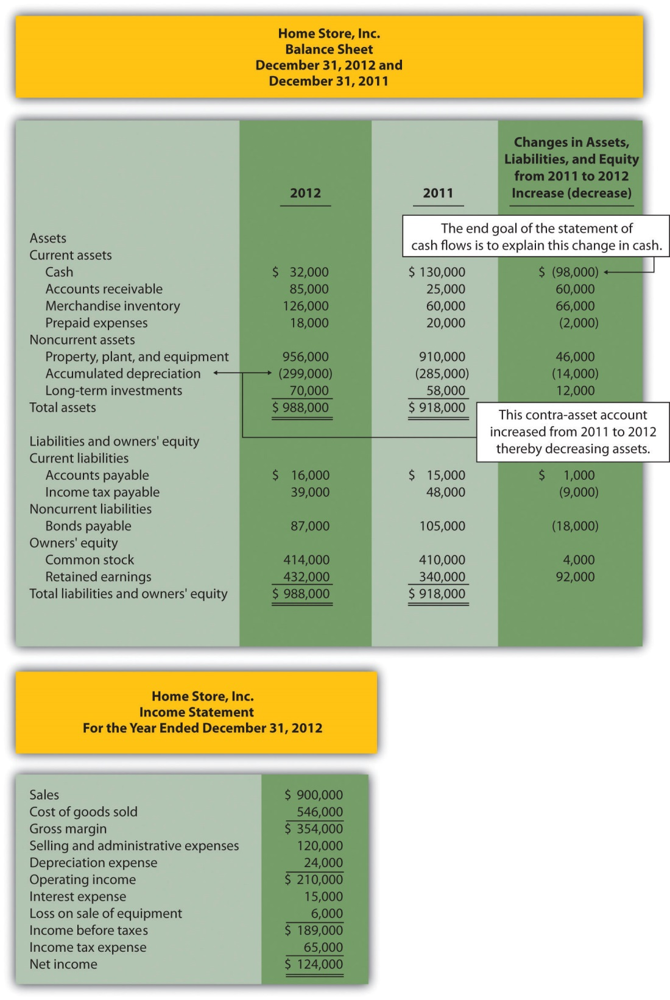 Home Store, Inc.
Balance Sheet
December 31, 2012 and
December 31, 2011
Changes in Assets,
Liabilities, and Equity
from 2011 to 2012
2012 2011 Increase (decrease)
The end goal of the statement of
cash flows is to explain this change in cash.
Assets
Current assets
Cash $ 32,000 $ 130,000 $ (98,000)
Accounts receivable 85,000 25,000 60,000
Merchandise inventory 126,000 60,000 66,000
Prepaid expenses 18,000 20,000 (2,000)
Noncurrent assets
Property, plant, and equipment 956,000 910,000 46,000
Accumulated depreciation (299,000) (285,000) (14,000)
Long-term investments 70,000 58,000 12,000
Total assets $ 988,000 $ 918,000
This contra-asset account
increased from 2011 to 2012
thereby decreasing assets.
Liabilities and owners' equity
Current liabilities
Accounts payable $ 16,000 $ 15,000 $ 1,000
Income tax payable 39,000 48,000 (9,000)
Noncurrent liabilities
Bonds payable 87,000 105,000 (18,000)
Owners' equity
Common stock 414,000 410,000 4,000
Retained earnings 432,000 340,000 92,000
Total liabilities and owners' equity $ 988,000 $ 918,000
Home Store, Inc.
Income Statement
For the Year Ended December 31, 2012
Sales $ 900,000
Cost of goods sold 546,000
Gross margin $ 354,000
Selling and administrative expenses 120,000
Depreciation expense 24,000
Operating income $ 210,000
Interest expense 15,000
Loss on sale of equipment 6,000
Income before taxes $ 189,000
Income tax expense 65,000
Net income $ 124,000